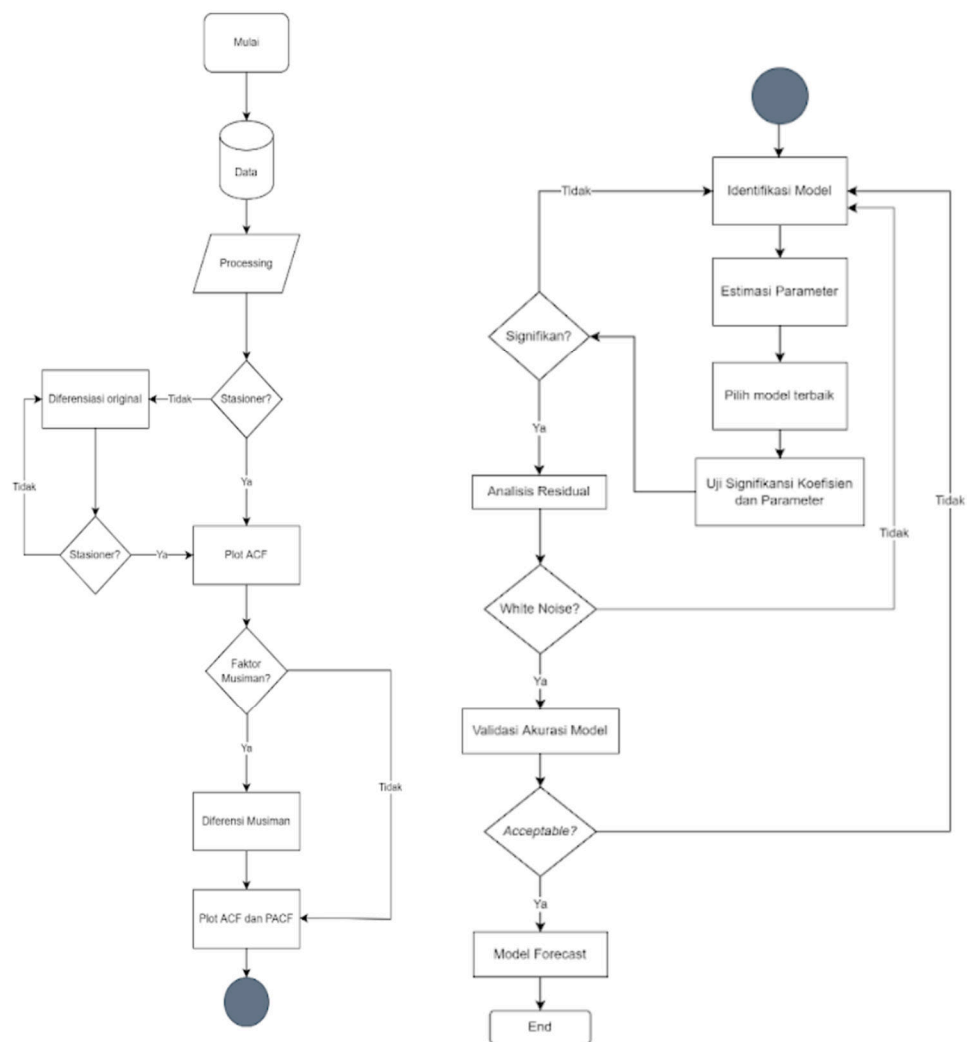 Mulai
Data
Processing
Stasioner?
Tidak
Diferensiasi original
Ya
Tidak
Stasioner?
Ya
Plot ACF
Faktor
Musiman?
Ya
Tidak
Diferensi Musiman
Plot ACF dan PACF
Identifikasi Model
Tidak
Estimasi Parameter
Signifikan?
Pilih model terbaik
Ya
Uji Signifikansi Koefisien
dan Parameter
Analisis Residual
Tidak
Tidak
White Noise?
Ya
Validasi Akurasi Model
Acceptable?
Ya
Model Forecast
End